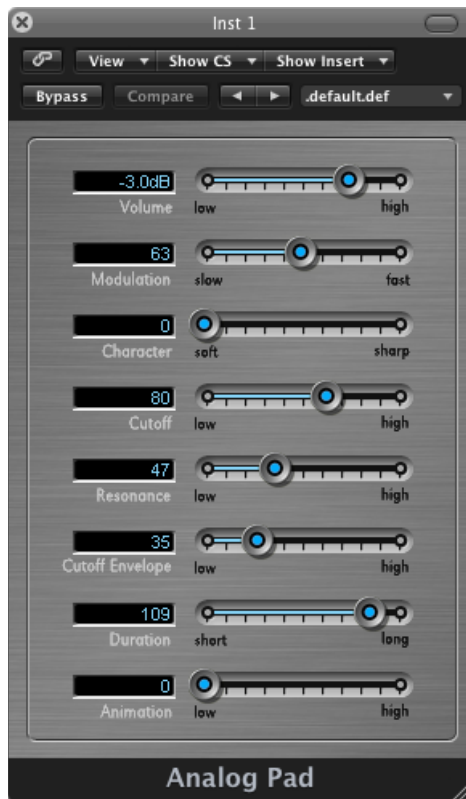 Inst 1
View Show CS Show Insert
Bypass Compare .default.def
-3.0dB
Volume low high
63
Modulation slow fast
0
Character soft sharp
80
Cutoff low high
47
Resonance low high
35
Cutoff Envelope low high
109
Duration short long
0
Animation low high
Analog Pad